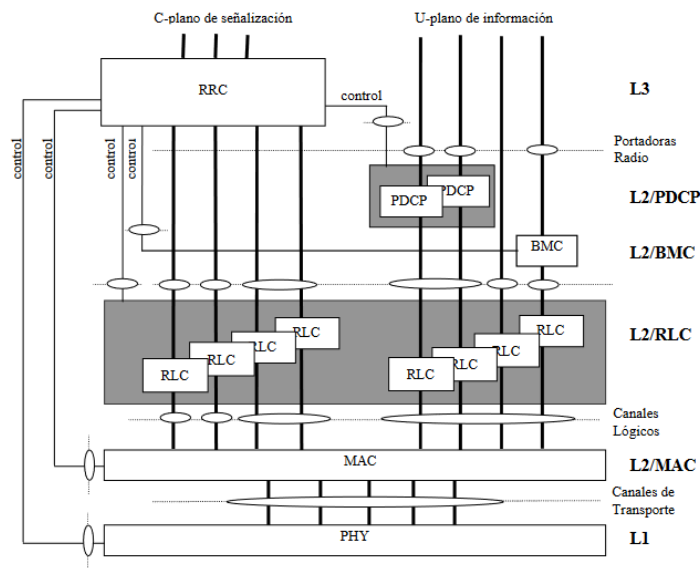 C-plano de señalización
U-plano de información
RRC
control
L3
control
control
control
control
Portadoras
Radio
PDCP
PDCP
L2/PDCP
BMC
L2/BMC
RLC
RLC
RLC
RLC
RLC
RLC
RLC
RLC
L2/RLC
Canales
Lógicos
MAC
L2/MAC
Canales de
Transporte
PHY
L1